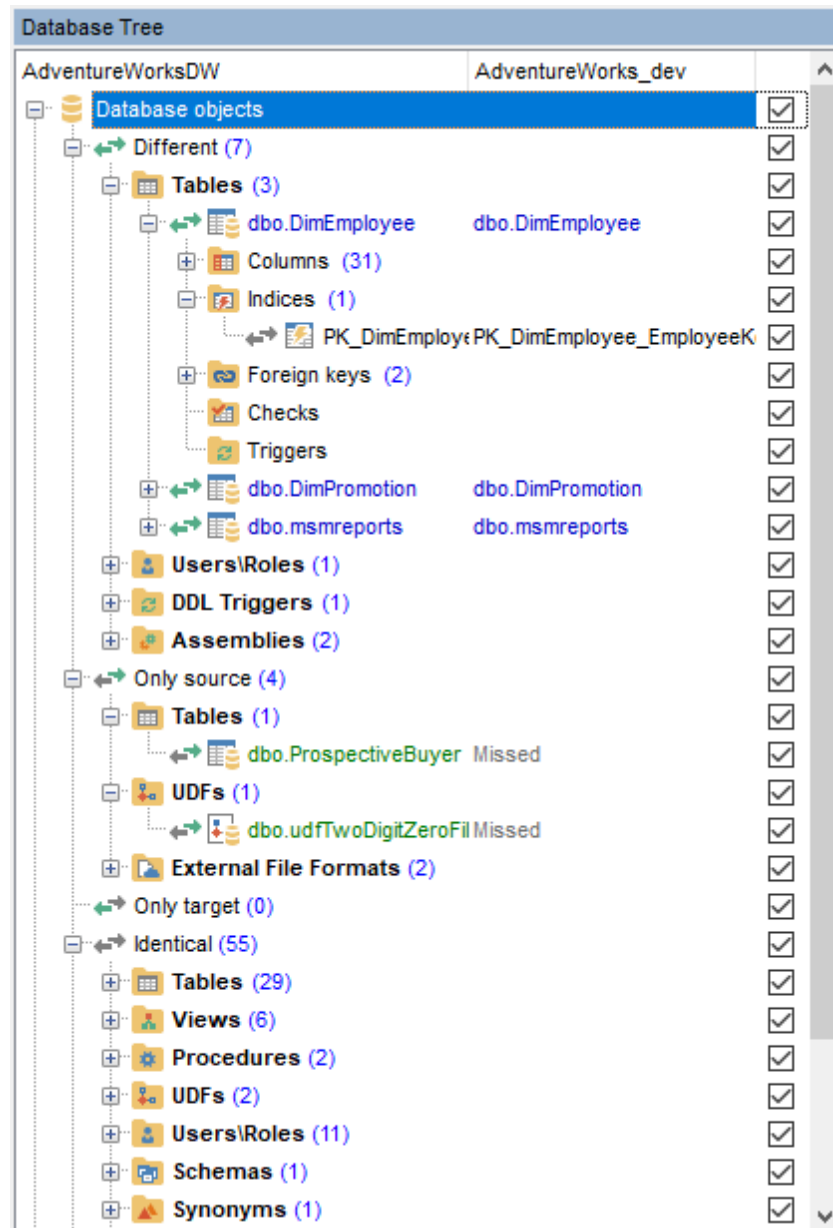 Database Tree
AdventureWorksDW AdventureWorks_dev
Database objects
Different (7)
Tables (3)
dbo.DimEmployee dbo.DimEmployee
Columns (31)
Indices (1)
PK_DimEmploye PK_DimEmployee_EmployeeK
Foreign keys (2)
Checks
Triggers
dbo.DimPromotion dbo.DimPromotion
dbo.msmreports dbo.msmreports
Users\Roles (1)
DDL Triggers (1)
Assemblies (2)
Only source (4)
Tables (1)
dbo.ProspectiveBuyer Missed
UDFs (1)
dbo.udfTwoDigitZeroFil Missed
External File Formats (2)
Only target (0)
Identical (55)
Tables (29)
Views (6)
Procedures (2)
UDFs (2)
Users\Roles (11)
Schemas (1)
Synonyms (1)